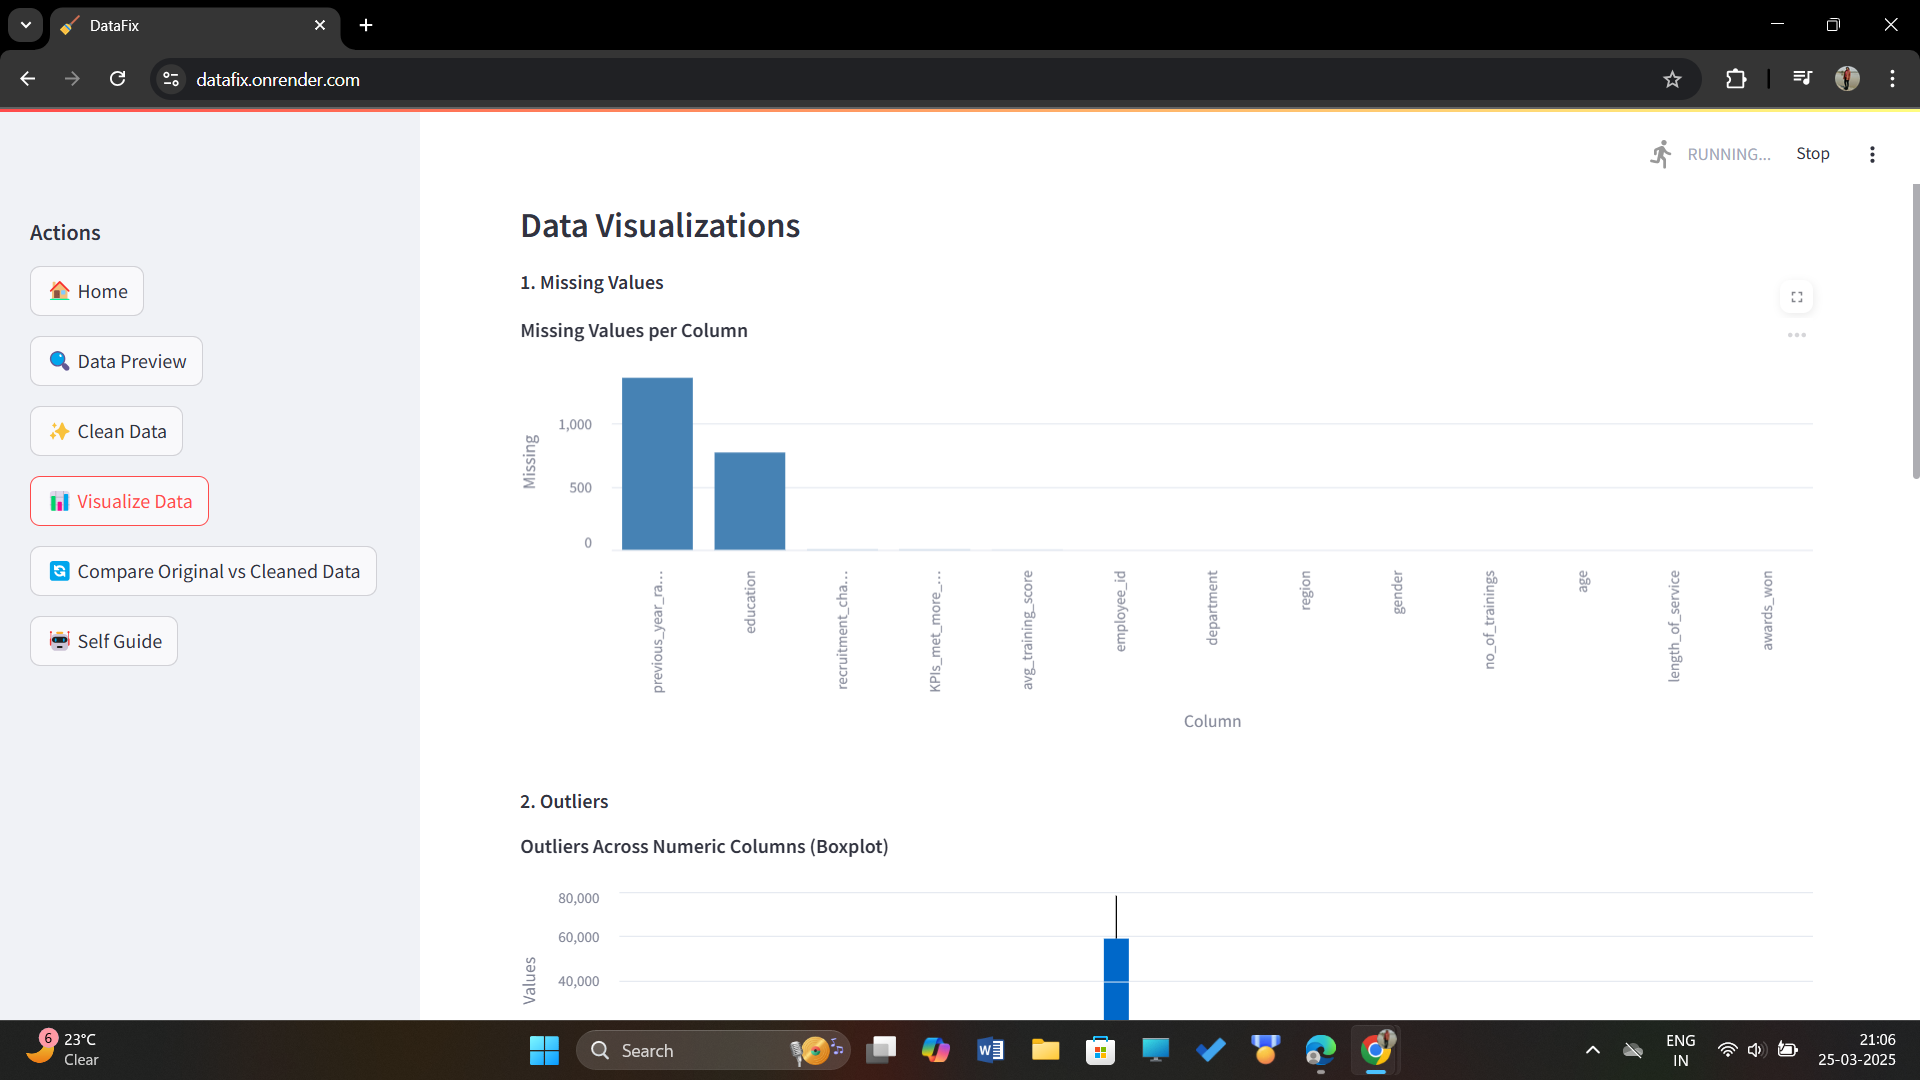 DataFix
datafix.onrender.com
RUNNING...
Stop
Actions
Home
Data Preview
Clean Data
Visualize Data
Compare Original vs Cleaned Data
Self Guide
Data Visualizations
1. Missing Values
Missing Values per Column
Missing
1,000
500
0
previous_year_ra...
education
recruitment_cha...
KPIs_met_more_...
avg_training_score
employee_id
department
region
gender
no_of_trainings
age
length_of_service
awards_won
Column
2. Outliers
Outliers Across Numeric Columns (Boxplot)
Values
80,000
60,000
40,000
6
23°C
Clear
Search
W
ENG
IN
21:06
25-03-2025